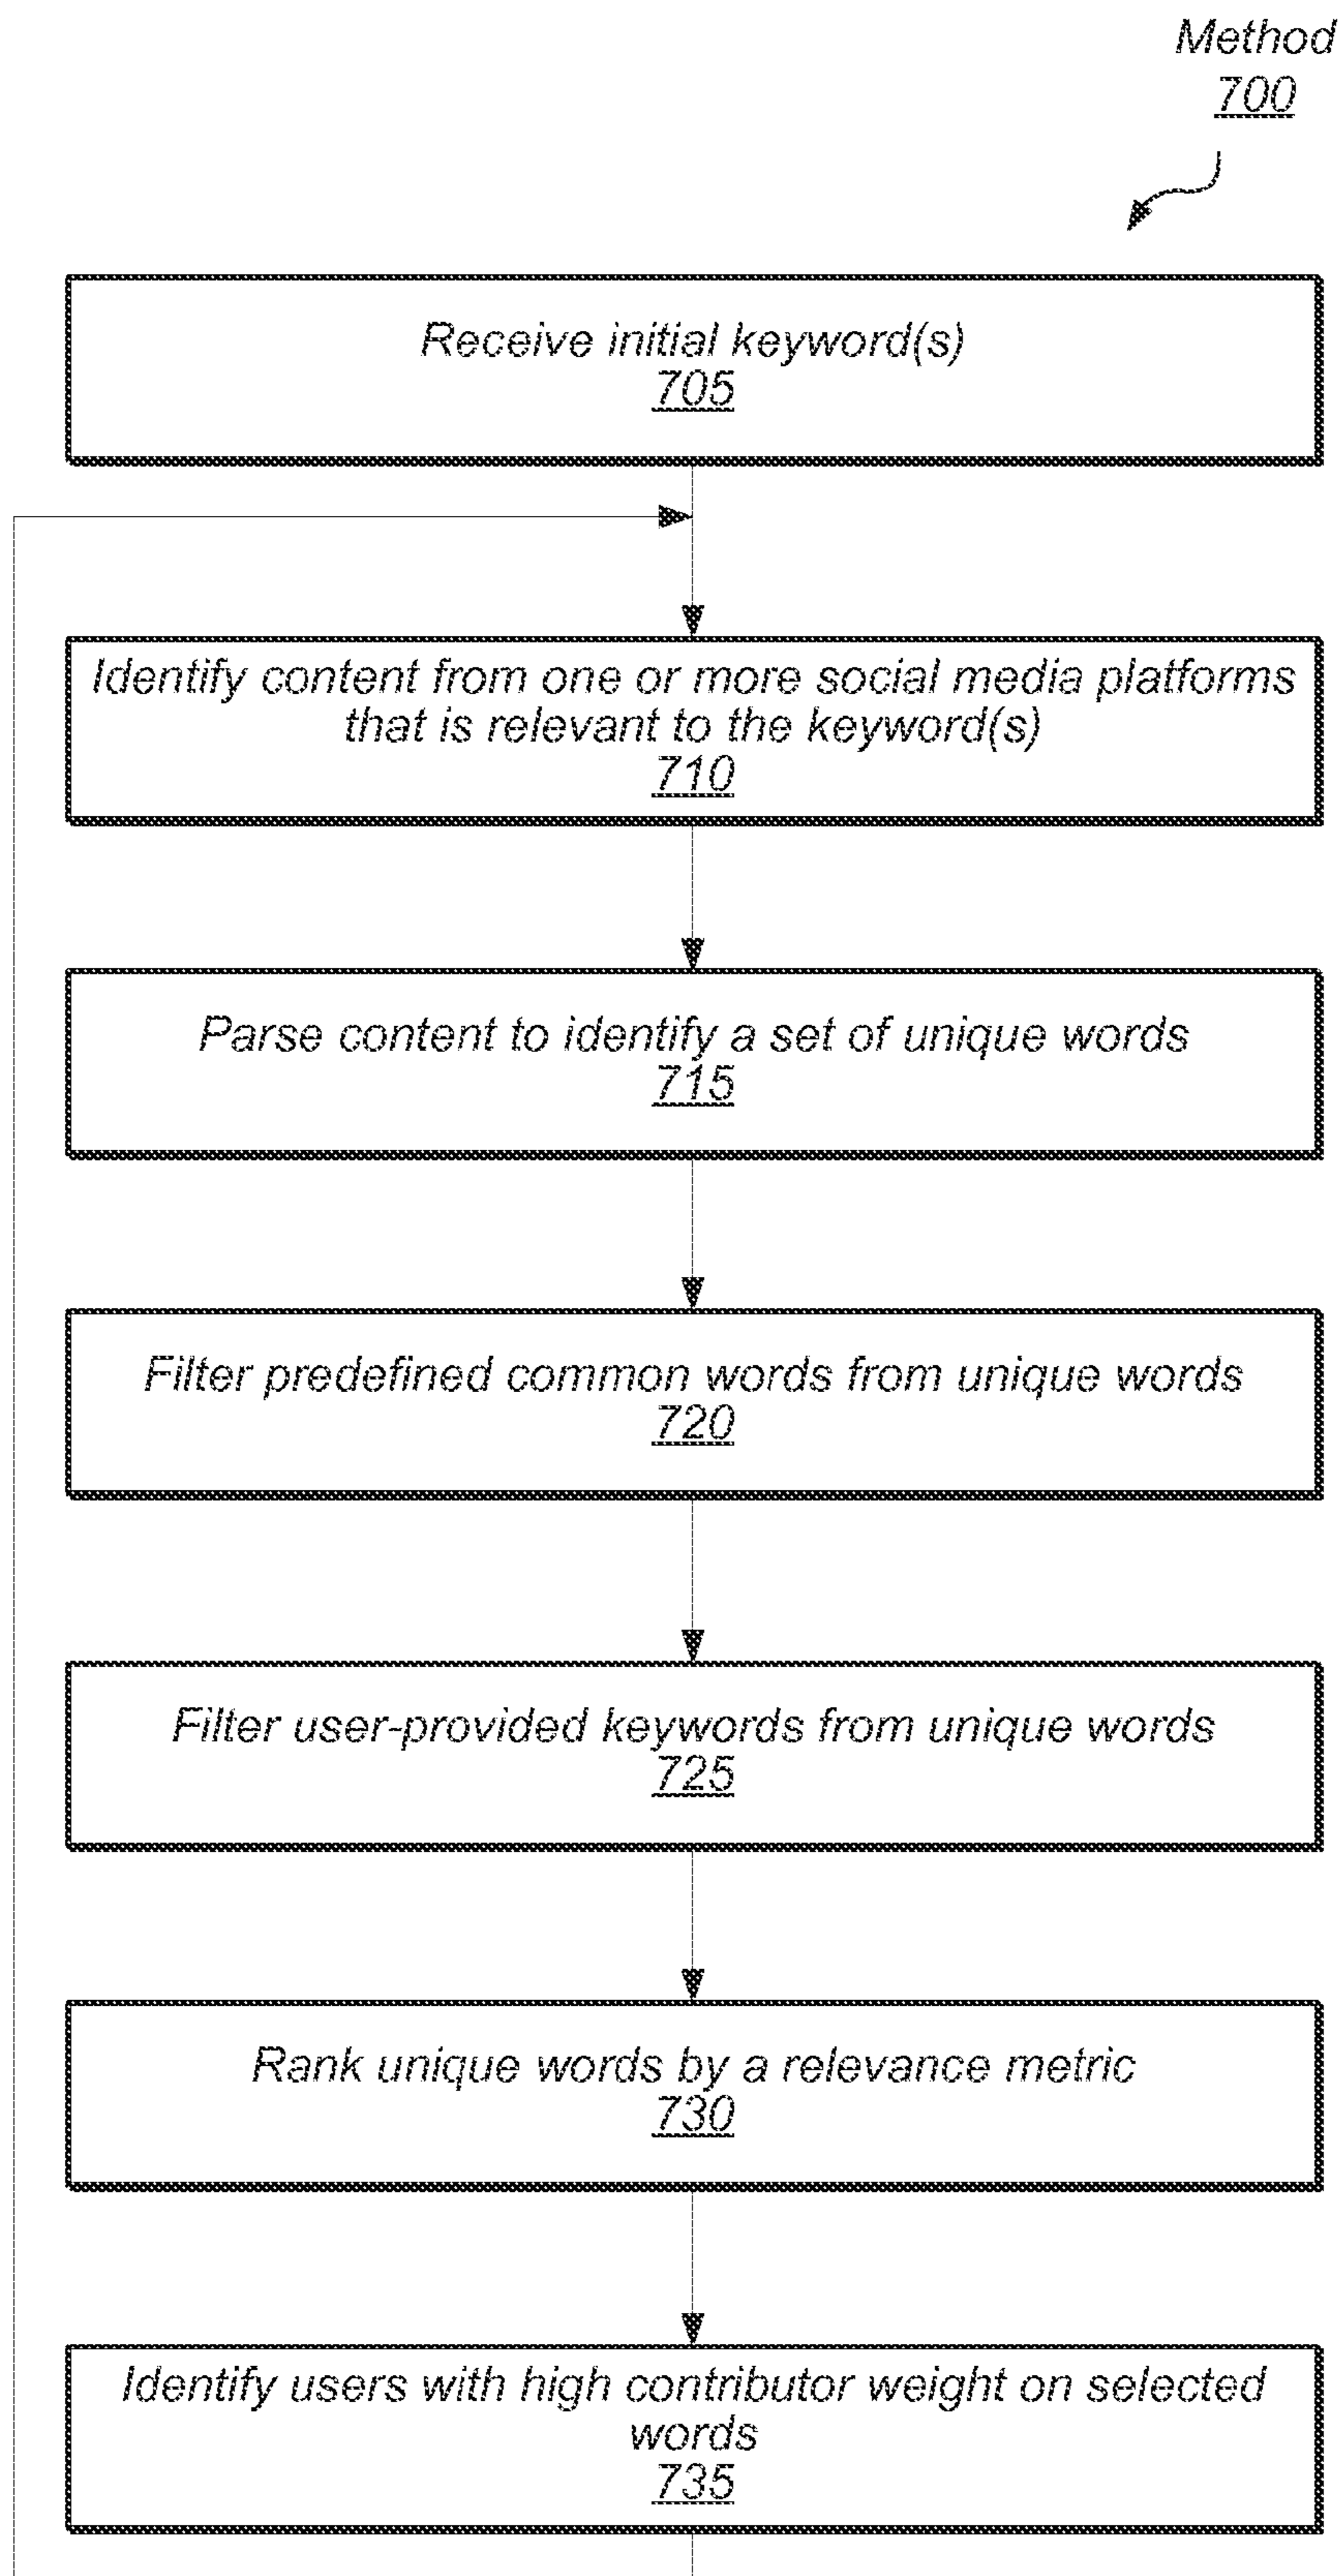 Method
700
Receive initial keyword(s)
705
Identify content from one or more social media platforms
that is relevant to the keyword(s)
710
Parse content to identify a set of unique words
715
Filter predefined common words from unique words
720
Filter user-provided keywords from unique words
725
Rank unique words by a relevance metric
730
Identify users with high contributor weight on selected
words
735